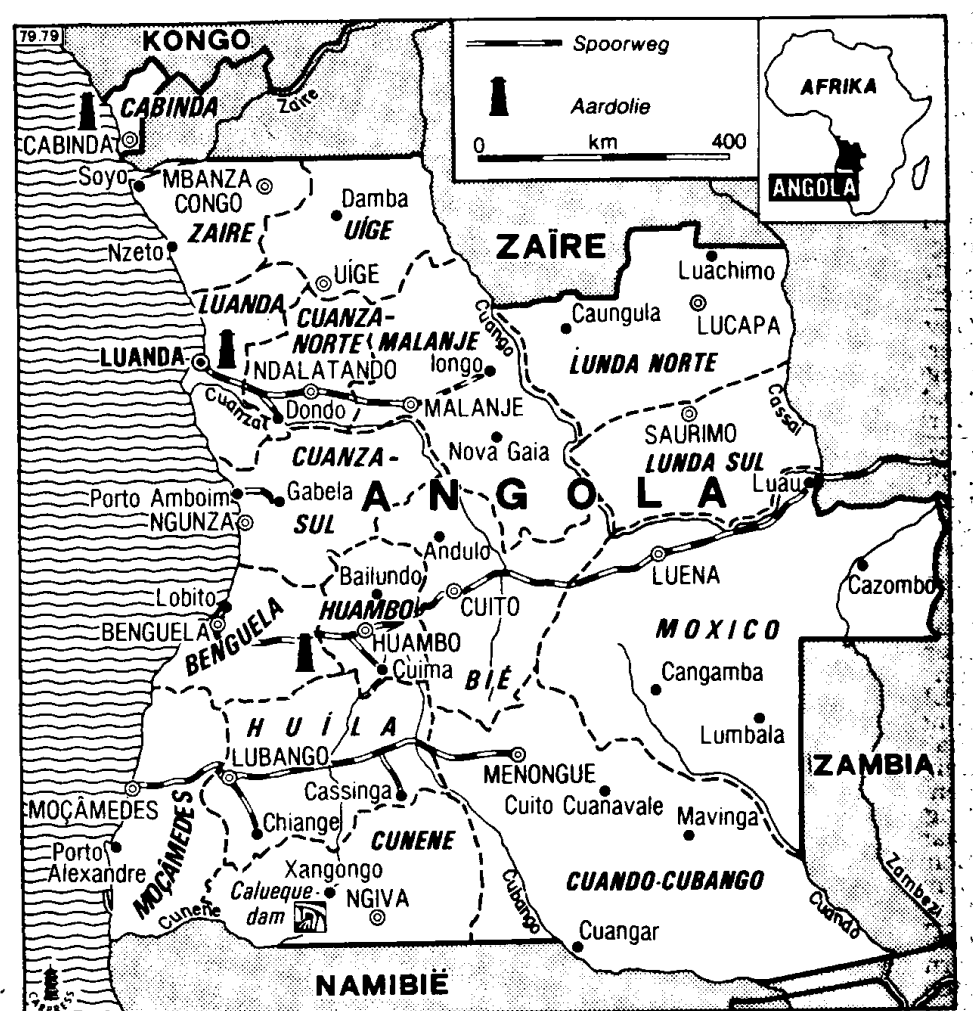 79.79
KONGO
Spoorweg
Aardolie
0 km 400
AFRIKA
ANGOLA
CABINDA
Zaïre
CABINDA
Soyo
MBANZA
CONGO
Damba
ZAIRE
UÍGE
Nzeto
ZAÏRE
Luachimo
UÍGE
LUANDA
CUANZA-
NORTE
MALANJE
Cuango
Caungula
LUCAPA
LUNDA NORTE
LUANDA
Iongo
NDALATANDO
Cuanza
Dondo
MALANJE
Cassai
SAURIMO
Nova Gaia
LUNDA SUL
CUANZA-
SUL
ANGOLA
Luau
Porto Amboim
Gabela
NGUNZA
Andulo
Bailundo
LUENA
Cazombo
Lobito
CUITO
BENGUELA
BENGUELA
HUAMBO
HUAMBO
MOXICO
Cuima
BIÉ
Cangamba
HUÍLA
Lumbala
LUBANGO
MENONGUE
ZAMBIA
MOÇÂMEDES
Cassinga
Cuito Cuanavale
Chiange
Mavinga
Porto
Alexandre
MOÇÂMEDES
CUNENE
Xangongo
CUANDO-CUBANGO
Calueque-
dam
NGIVA
Cunene
Cubango
Cuando
Zambezi
Cuangar
NAMIBIË